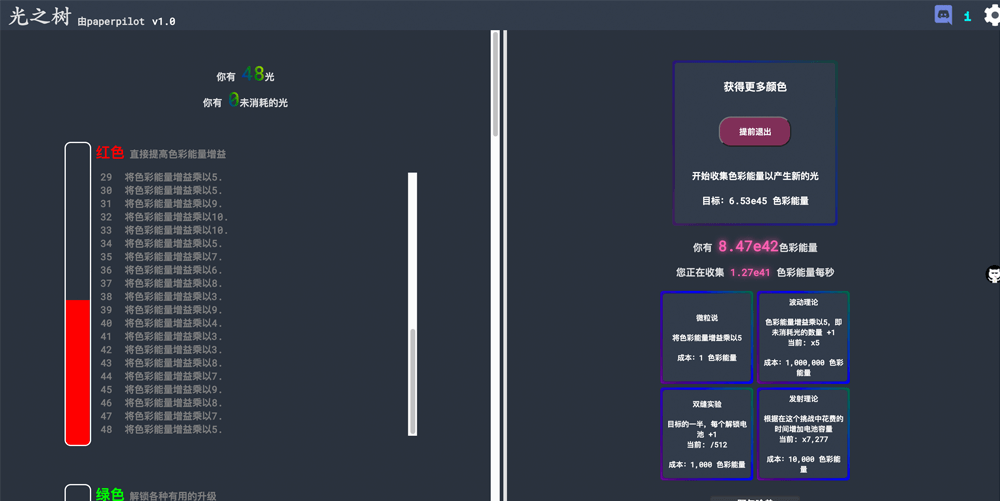 光之树 由paperpilot v1.0
i
你有 48光
你有 0未消耗的光
红色 直接提高色彩能量增益
29 将色彩能量增益乘以5.
30 将色彩能量增益乘以5.
31 将色彩能量增益乘以9.
32 将色彩能量增益乘以10.
33 将色彩能量增益乘以10.
34 将色彩能量增益乘以5.
35 将色彩能量增益乘以7.
36 将色彩能量增益乘以6.
37 将色彩能量增益乘以8.
38 将色彩能量增益乘以3.
39 将色彩能量增益乘以9.
40 将色彩能量增益乘以4.
41 将色彩能量增益乘以3.
42 将色彩能量增益乘以3.
43 将色彩能量增益乘以8.
44 将色彩能量增益乘以7.
45 将色彩能量增益乘以9.
46 将色彩能量增益乘以8.
47 将色彩能量增益乘以7.
48 将色彩能量增益乘以5.
绿色 解锁各种有用的升级
获得更多颜色
提前退出
开始收集色彩能量以产生新的光
目标: 6.53e45 色彩能量
你有 8.47e42色彩能量
您正在收集 1.27e41 色彩能量每秒
微粒说
将色彩能量增益乘以5
成本: 1 色彩能量
波动理论
色彩能量增益乘以5, 即
未消耗光的数量 +1
当前: x5
成本: 1,000,000 色彩
能量
双缝实验
目标的一半, 每个解锁电
池 +1
当前: /512
成本: 1,000 色彩能量
发射理论
根据在这个挑战中花费的
时间增加电池容量
当前: x7,277
成本: 10,000 色彩能
量